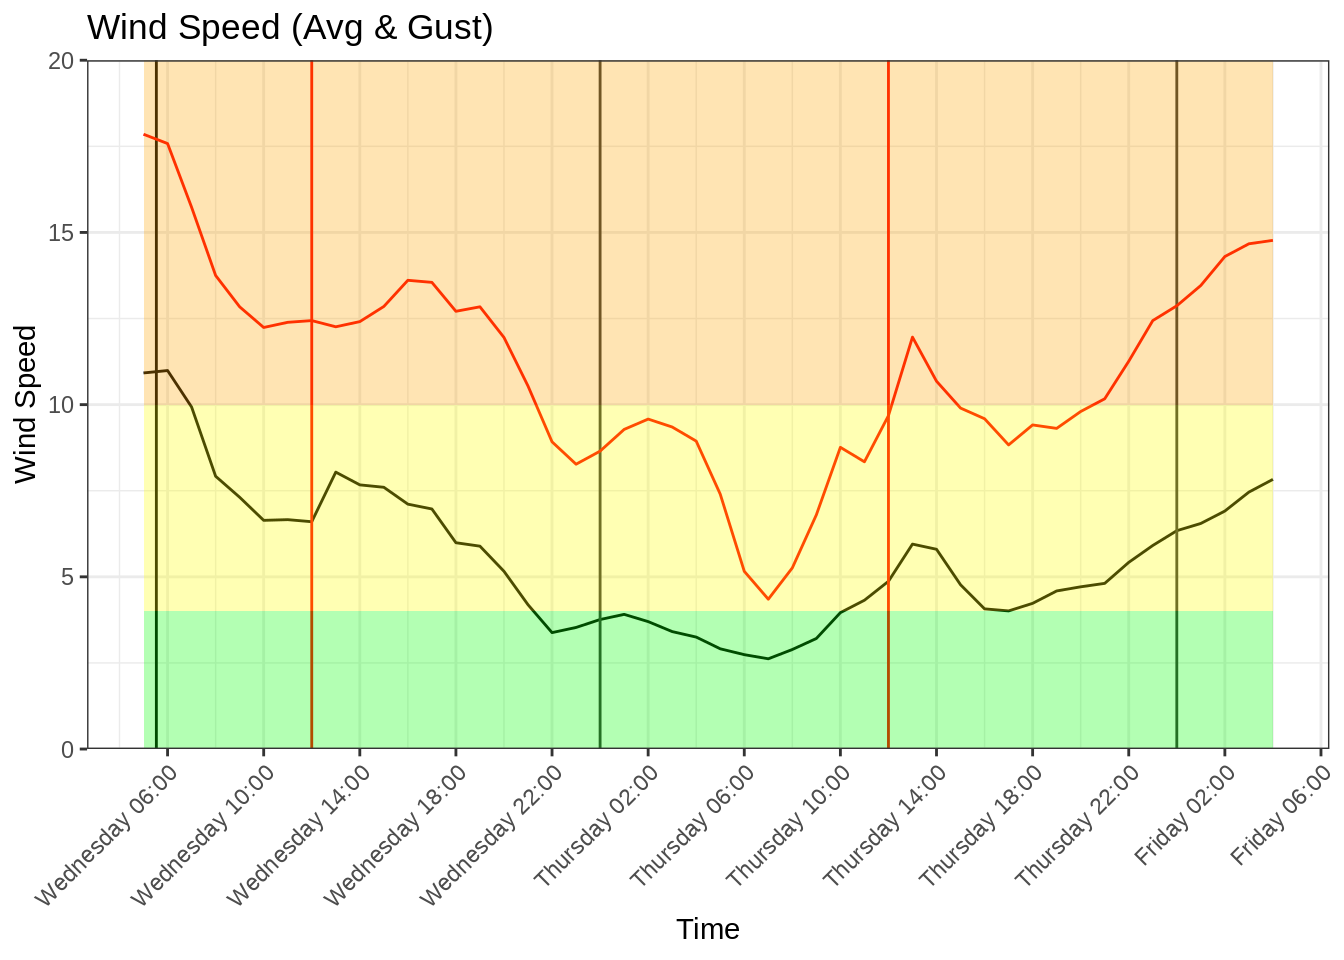 Wind Speed (Avg & Gust)
Wind Speed
20
15
10
5
0
Wednesday 06:00
Wednesday 10:00
Wednesday 14:00
Wednesday 18:00
Wednesday 22:00
Thursday 02:00
Thursday 06:00
Thursday 10:00
Thursday 14:00
Thursday 18:00
Thursday 22:00
Friday 02:00
Friday 06:00
Time